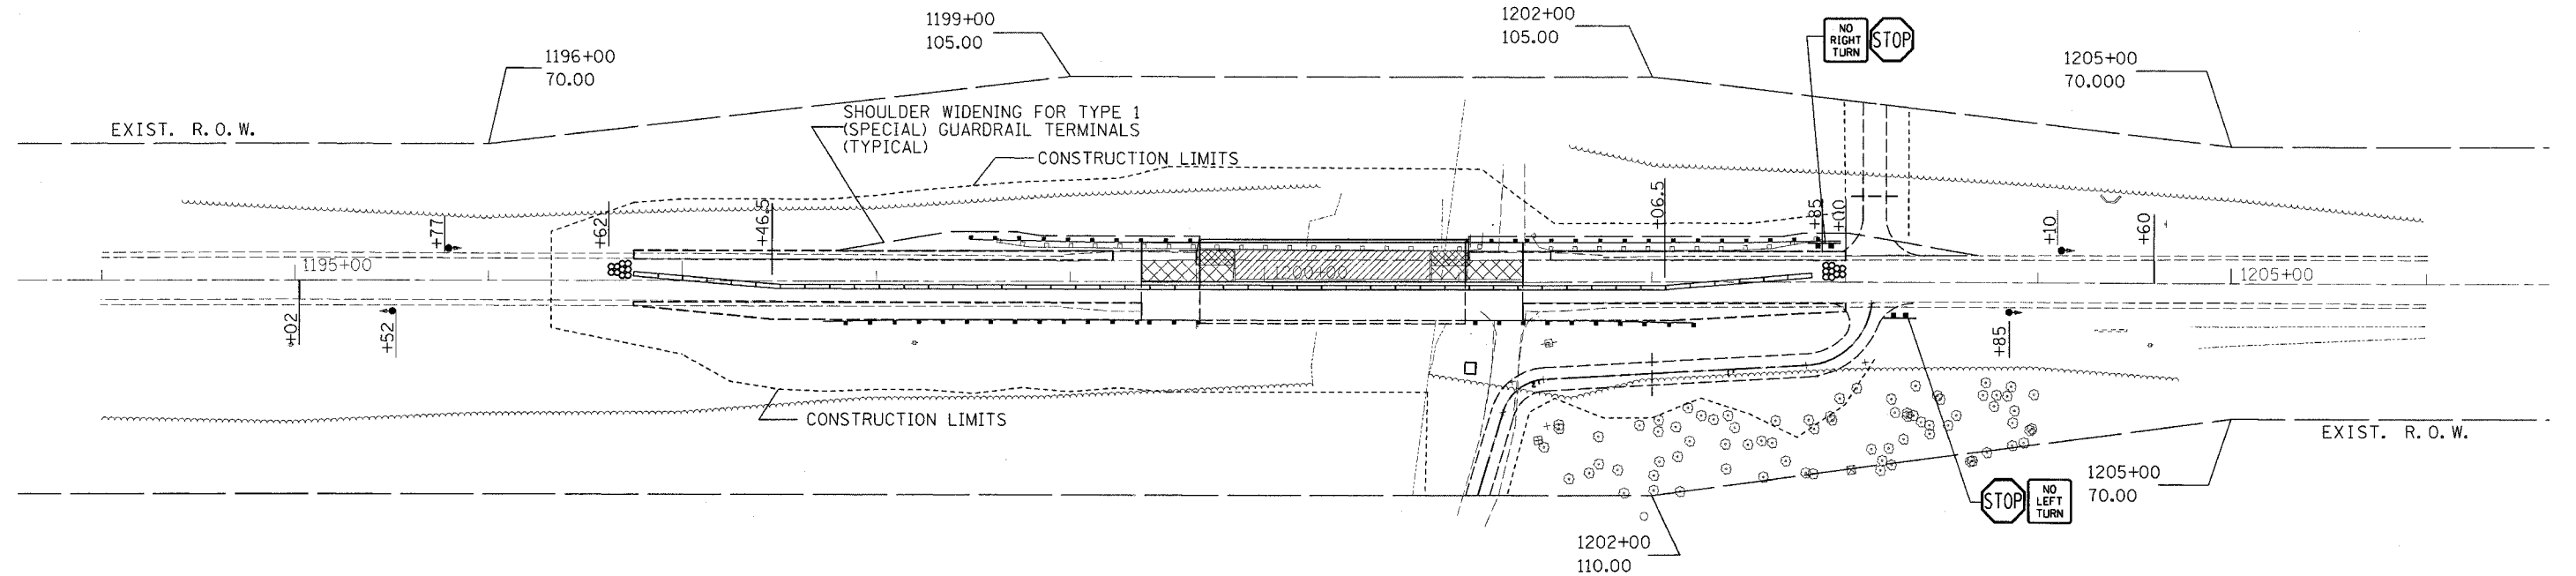 1199+00
105.00
1202+00
105.00
NO
RIGHT
TURN
STOP
1196+00
70.00
1205+00
70.000
SHOULDER WIDENING FOR TYPE 1
(SPECIAL) GUARDRAIL TERMINALS
(TYPICAL)
EXIST. R.O.W.
CONSTRUCTION LIMITS
+77
+62
+46.5
+06.5
+85
+00
+10
+60
1195+00
1200+00
1205+00
+02
+52
+85
CONSTRUCTION LIMITS
EXIST. R.O.W.
1205+00
70.00
STOP
NO
LEFT
TURN
1202+00
110.00